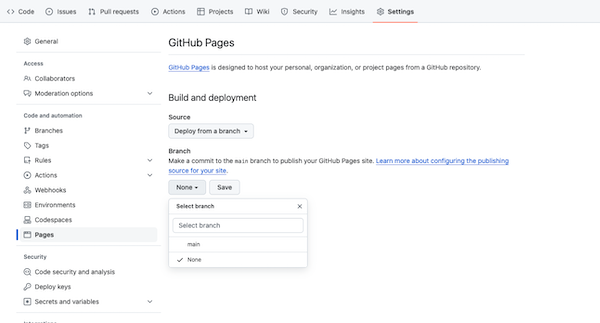 Code Issues Pull requests Actions Projects Wiki Security Insights Settings
General
Access
Collaborators
Moderation options
Code and automation
Branches
Tags
Rules
Actions
Webhooks
Environments
Codespaces
Pages
Security
Code security and analysis
Deploy keys
Secrets and variables
GitHub Pages
GitHub Pages is designed to host your personal, organization, or project pages from a GitHub repository.
Build and deployment
Source
Deploy from a branch
Branch
Make a commit to the main branch to publish your GitHub Pages site. Learn more about configuring the publishing
source for your site.
None Save
Select branch
Select branch
main
None